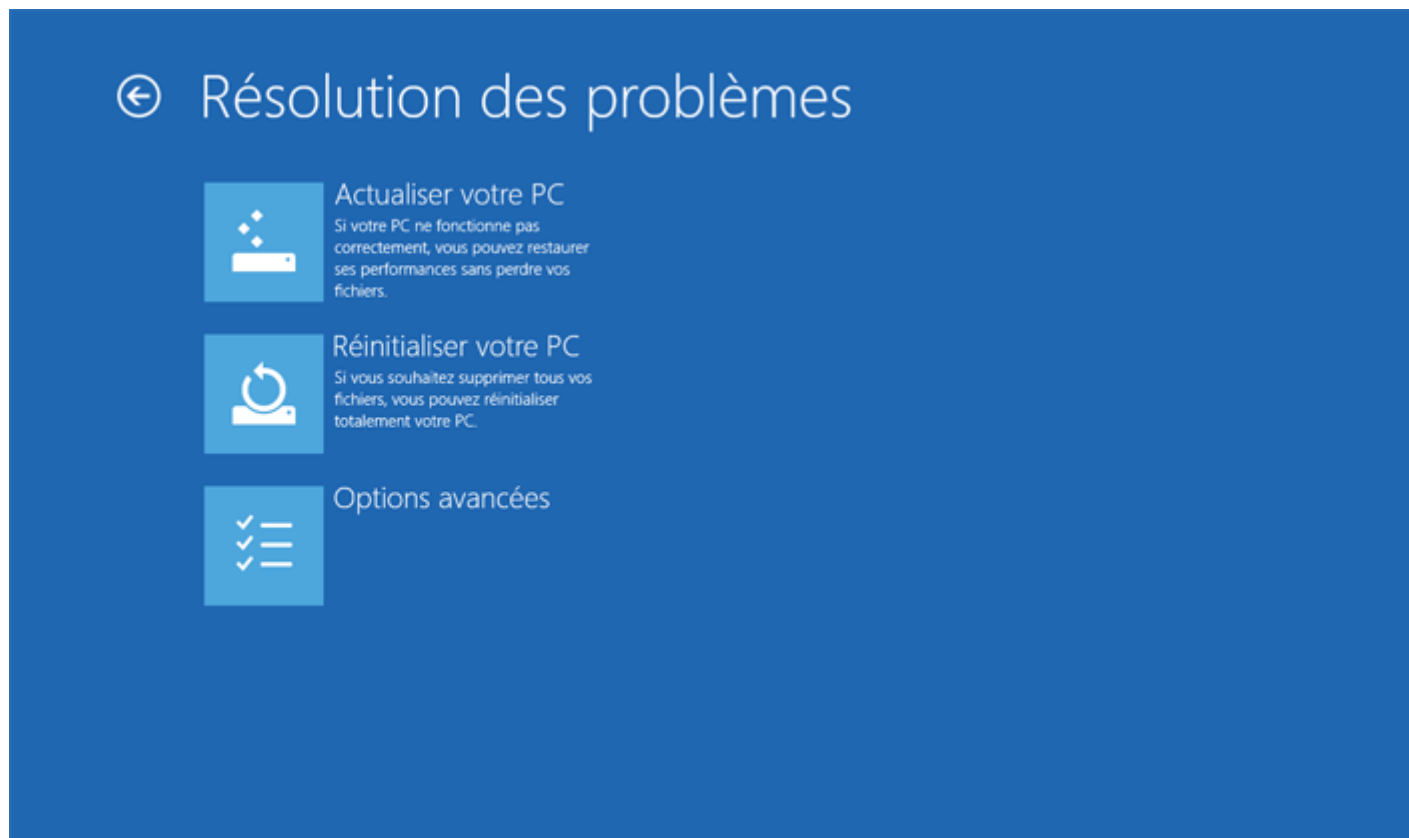 Résolution des problèmes
Actualiser votre PC
Si votre PC ne fonctionne pas
correctement, vous pouvez restaurer
ses performances sans perdre vos
fichiers.
Réinitialiser votre PC
Si vous souhaitez supprimer tous vos
fichiers, vous pouvez réinitialiser
totalement votre PC.
Options avancées